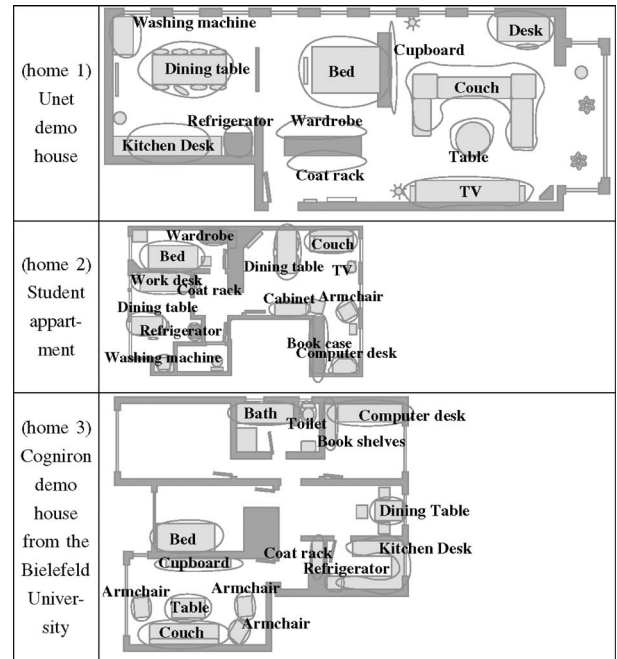 (home 1)
Unet
demo
house
Washing machine
Desk
Cupboard
Dining table
Bed
Couch
Refrigerator
Wardrobe
Kitchen Desk
Table
Coat rack
TV
(home 2)
Student
appart-
ment
Wardrobe
Couch
Bed
Dining table
TV
Work desk
Coat rack
Cabinet
Armchair
Dining table
Refrigerator
Book case
Washing machine
Computer desk
(home 3)
Cogniron
demo
house
from the
Bielefeld
Univer-
sity
Bath
Computer desk
Toilet
Book shelves
Dining Table
Bed
Coat rack
Kitchen Desk
Cupboard
Refrigerator
Armchair
Armchair
Table
Couch
Armchair